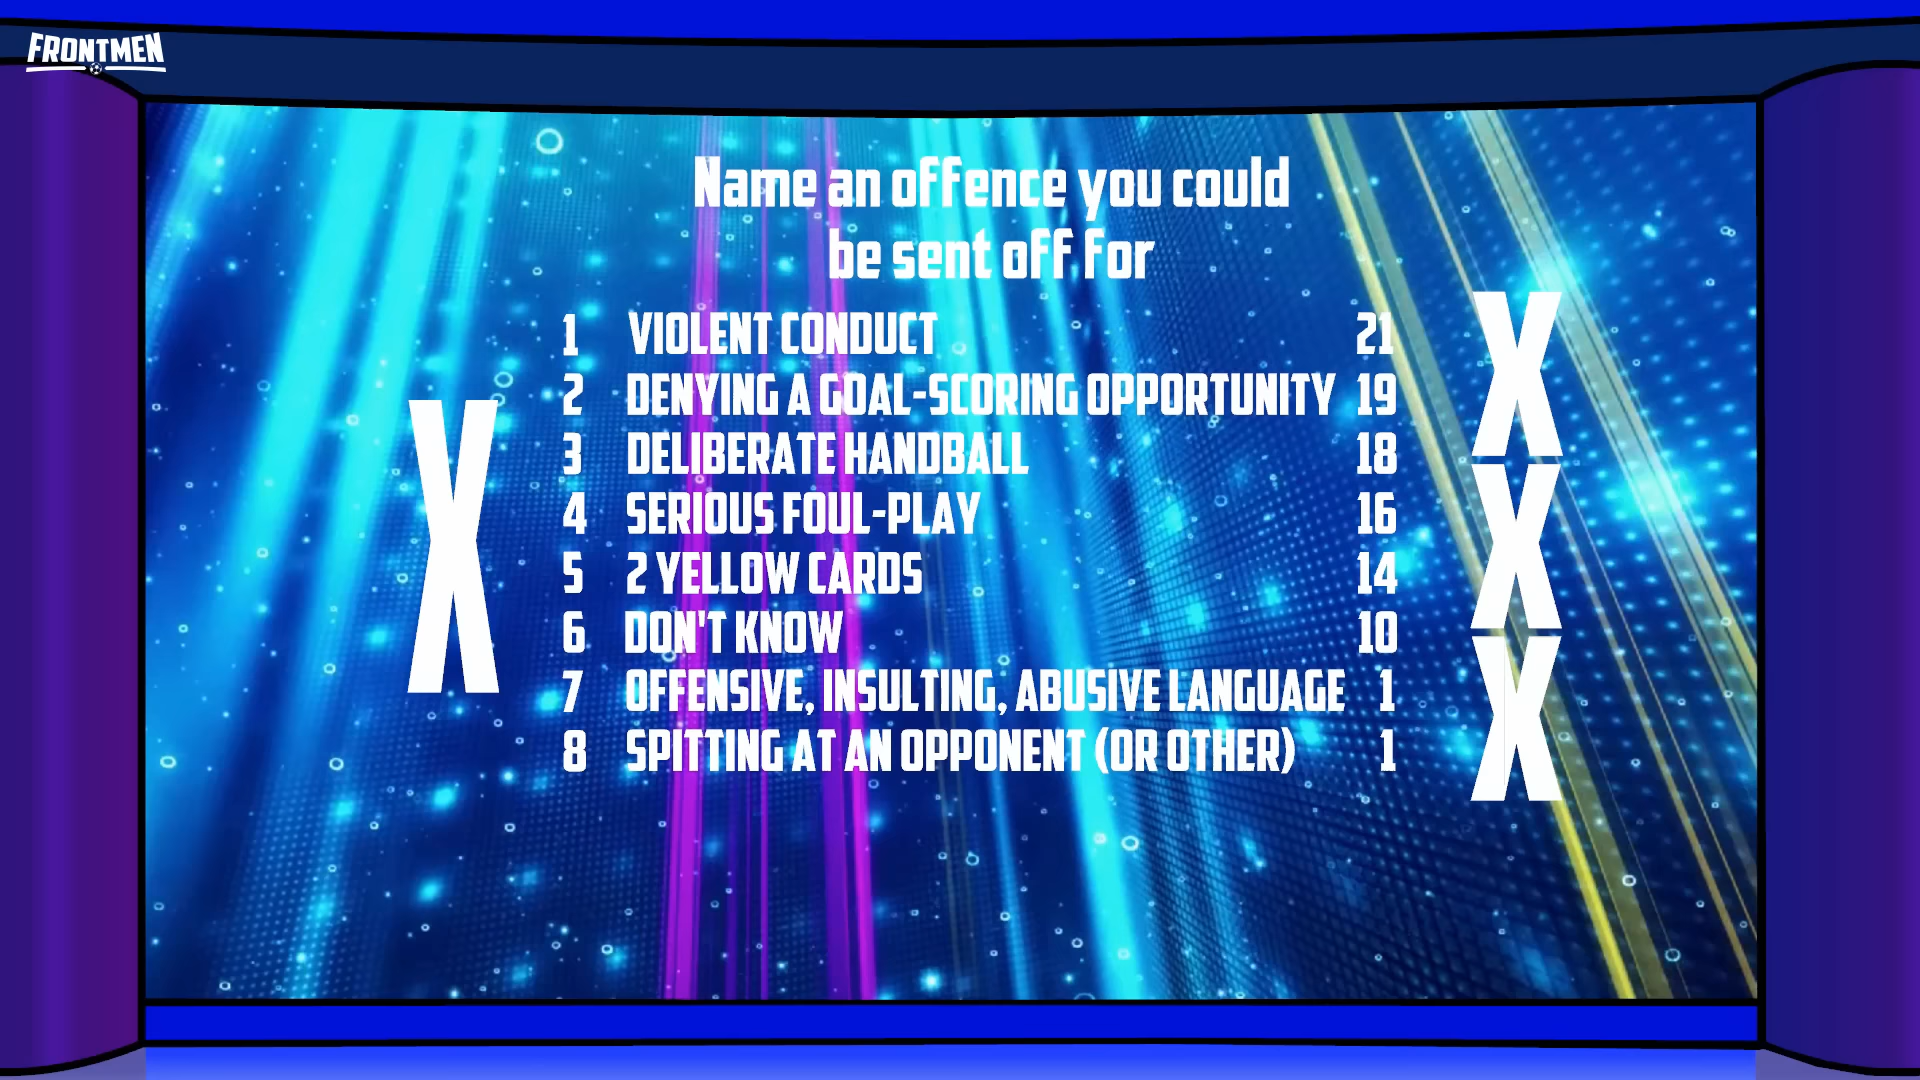 FRONTMEN
Name an offence you could
be sent off for
1 VIOLENT CONDUCT 21
2 DENYING A GOAL-SCORING OPPORTUNITY 19
3 DELIBERATE HANDBALL 18
4 SERIOUS FOUL-PLAY 16
5 2 YELLOW CARDS 14
6 DON'T KNOW 10
7 OFFENSIVE, INSULTING, ABUSIVE LANGUAGE 1
8 SPITTING AT AN OPPONENT (OR OTHER) 1
X
X
X
X